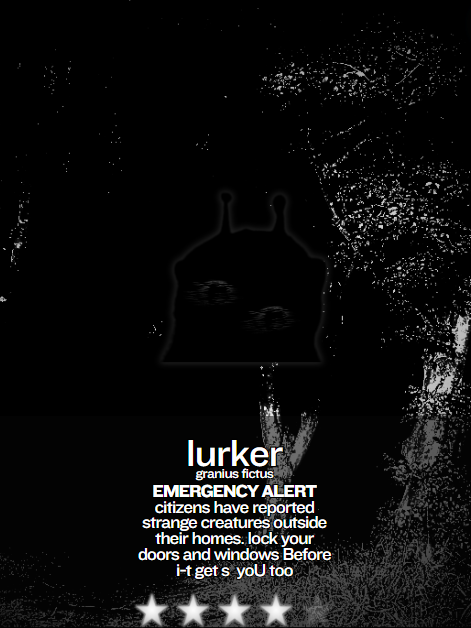 lurker
granius fictus
EMERGENCY ALERT
citizens have reported
strange creatures outside
their homes. lock your
doors and windows Before
i-t get s  yoU too